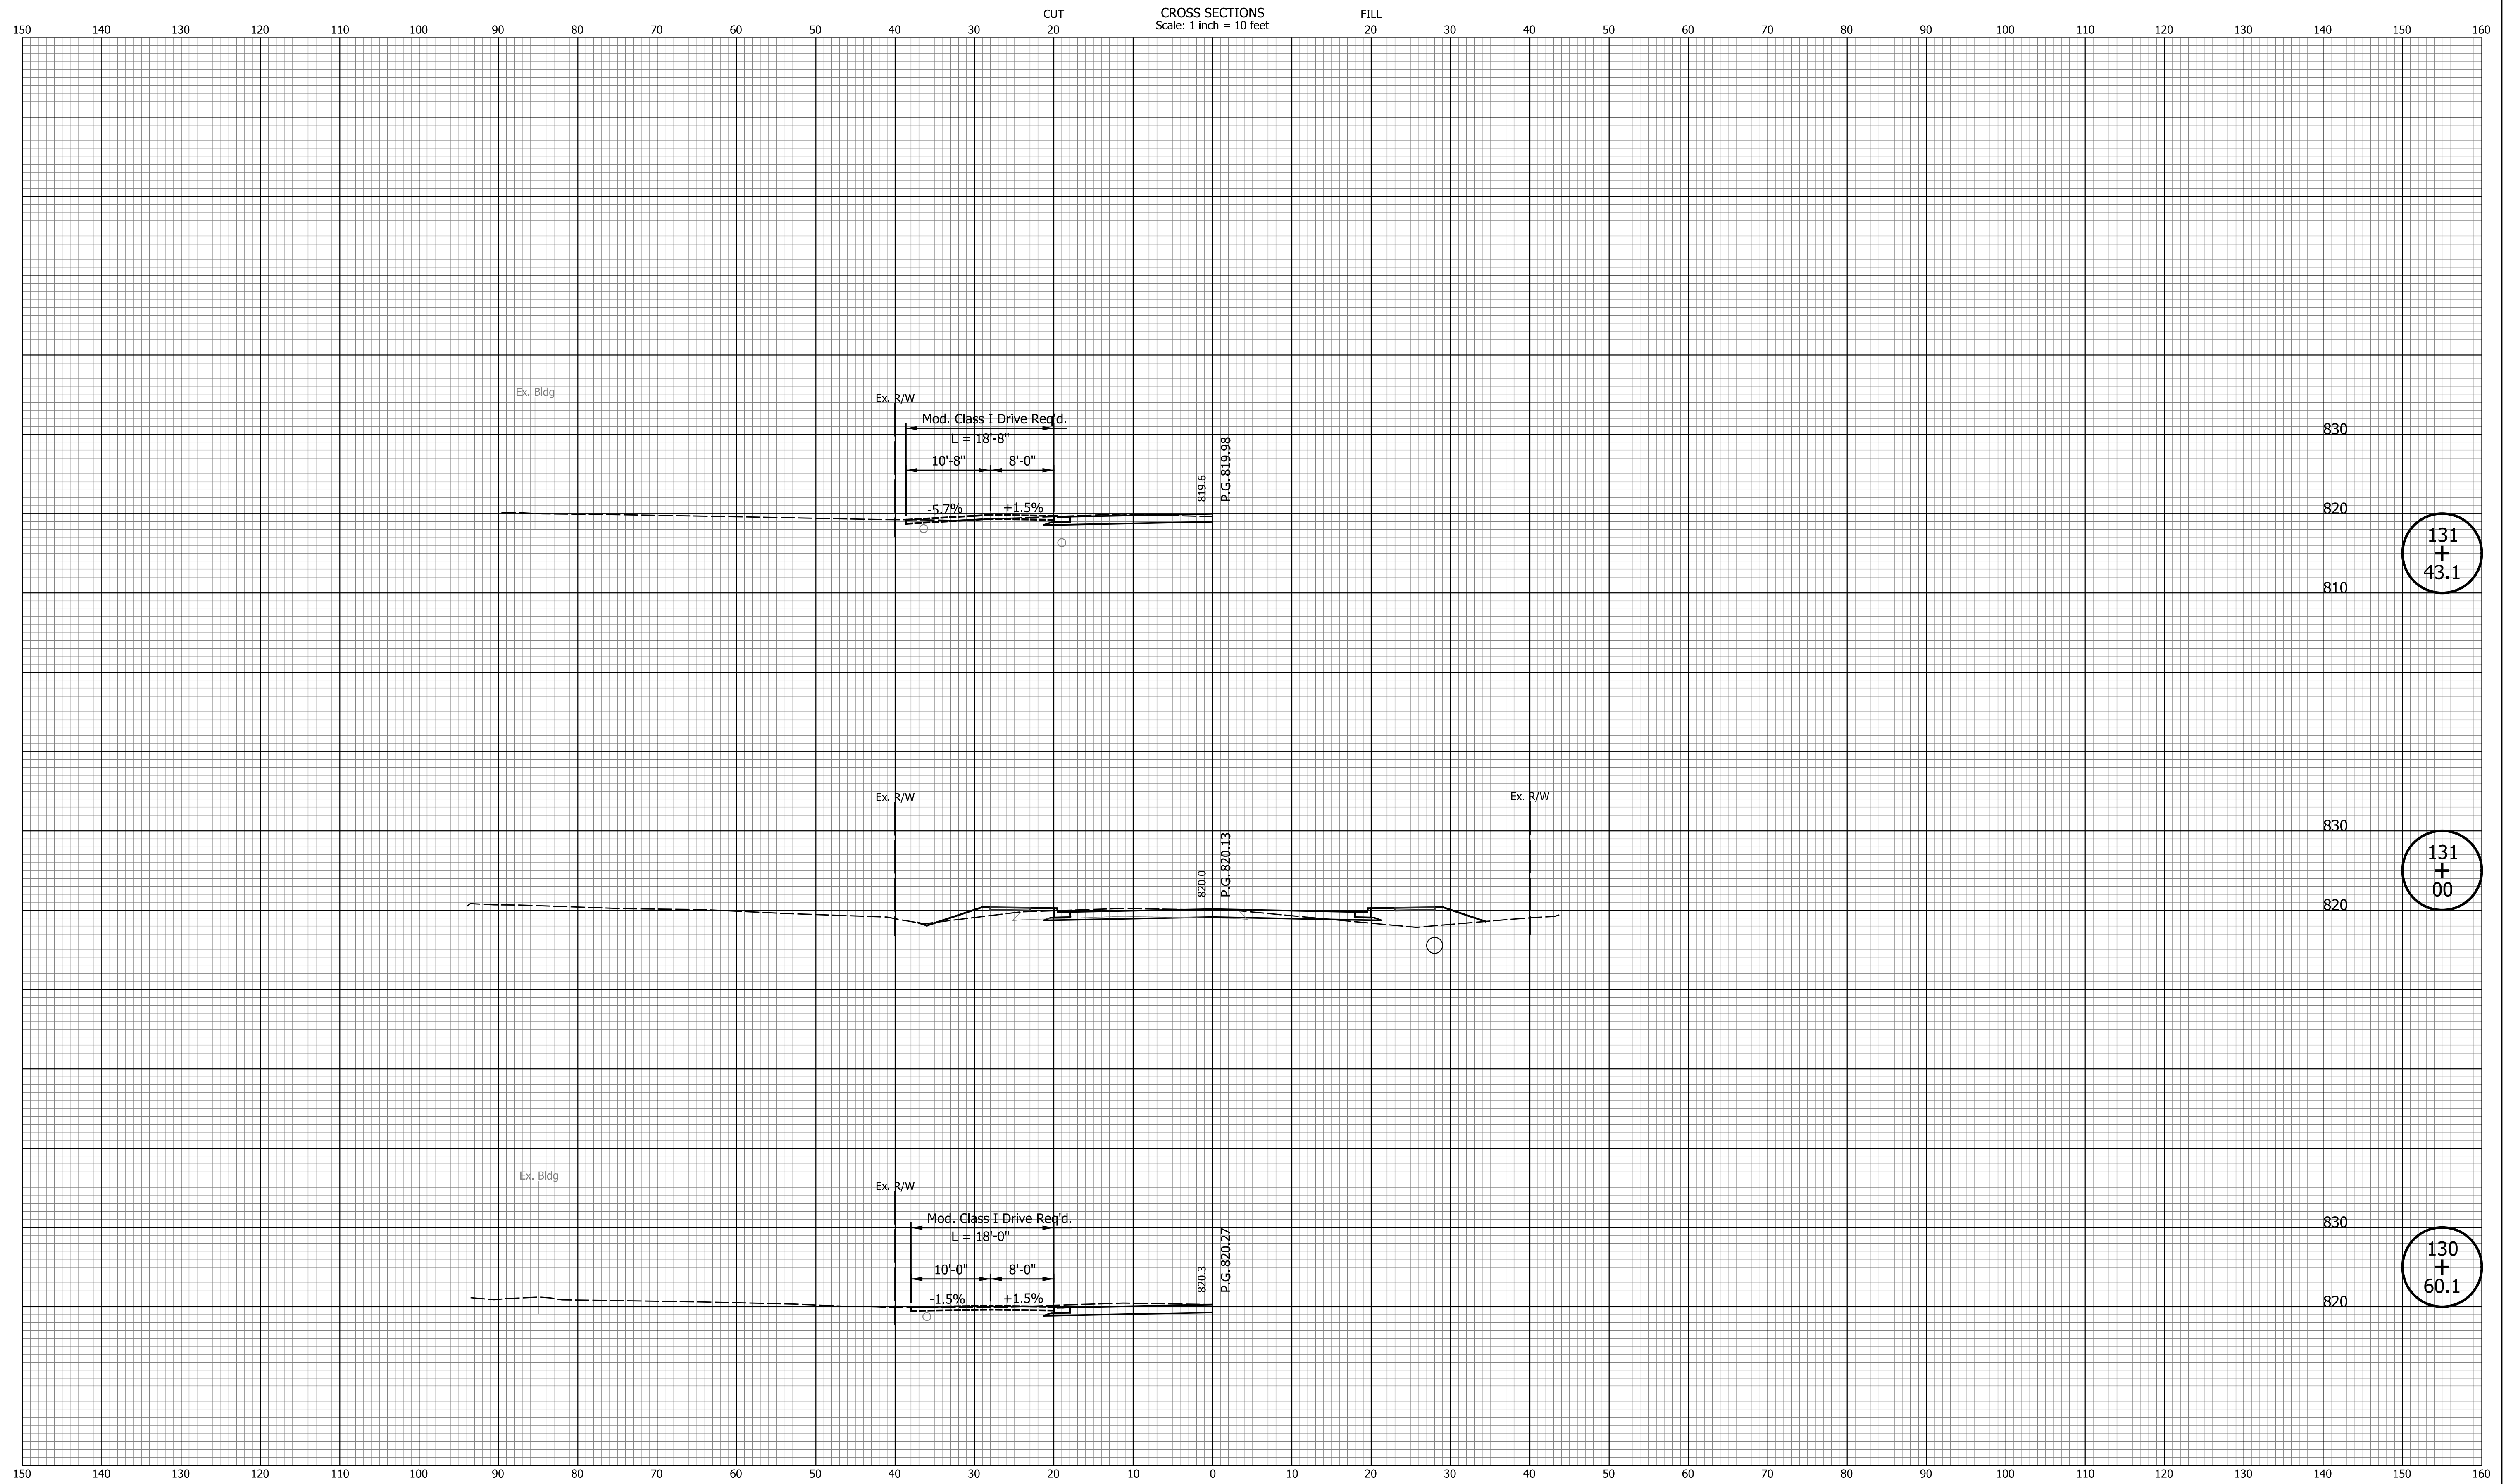 CUT CROSS SECTIONS FILL
Scale: 1 inch = 10 feet
150 140 130 120 110 100 90 80 70 60 50 40 30 20 20 30 40 50 60 70 80 90 100 110 120 130 140 150 160
Ex. Bldg
Ex. R/W
Mod. Class I Drive Req'd.
L = 18'-8"
10'-8" 8'-0"
-5.7% +1.5%
819.6
P.G. 819.98
830
820
810
131
+
43.1
Ex. R/W
Ex. R/W
820.0
P.G. 820.13
830
820
131
+
00
Ex. Bldg
Ex. R/W
Mod. Class I Drive Req'd.
L = 18'-0"
10'-0" 8'-0"
-1.5% +1.5%
820.3
P.G. 820.27
830
820
130
+
60.1
150 140 130 120 110 100 90 80 70 60 50 40 30 20 10 0 10 20 30 40 50 60 70 80 90 100 110 120 130 140 150 160